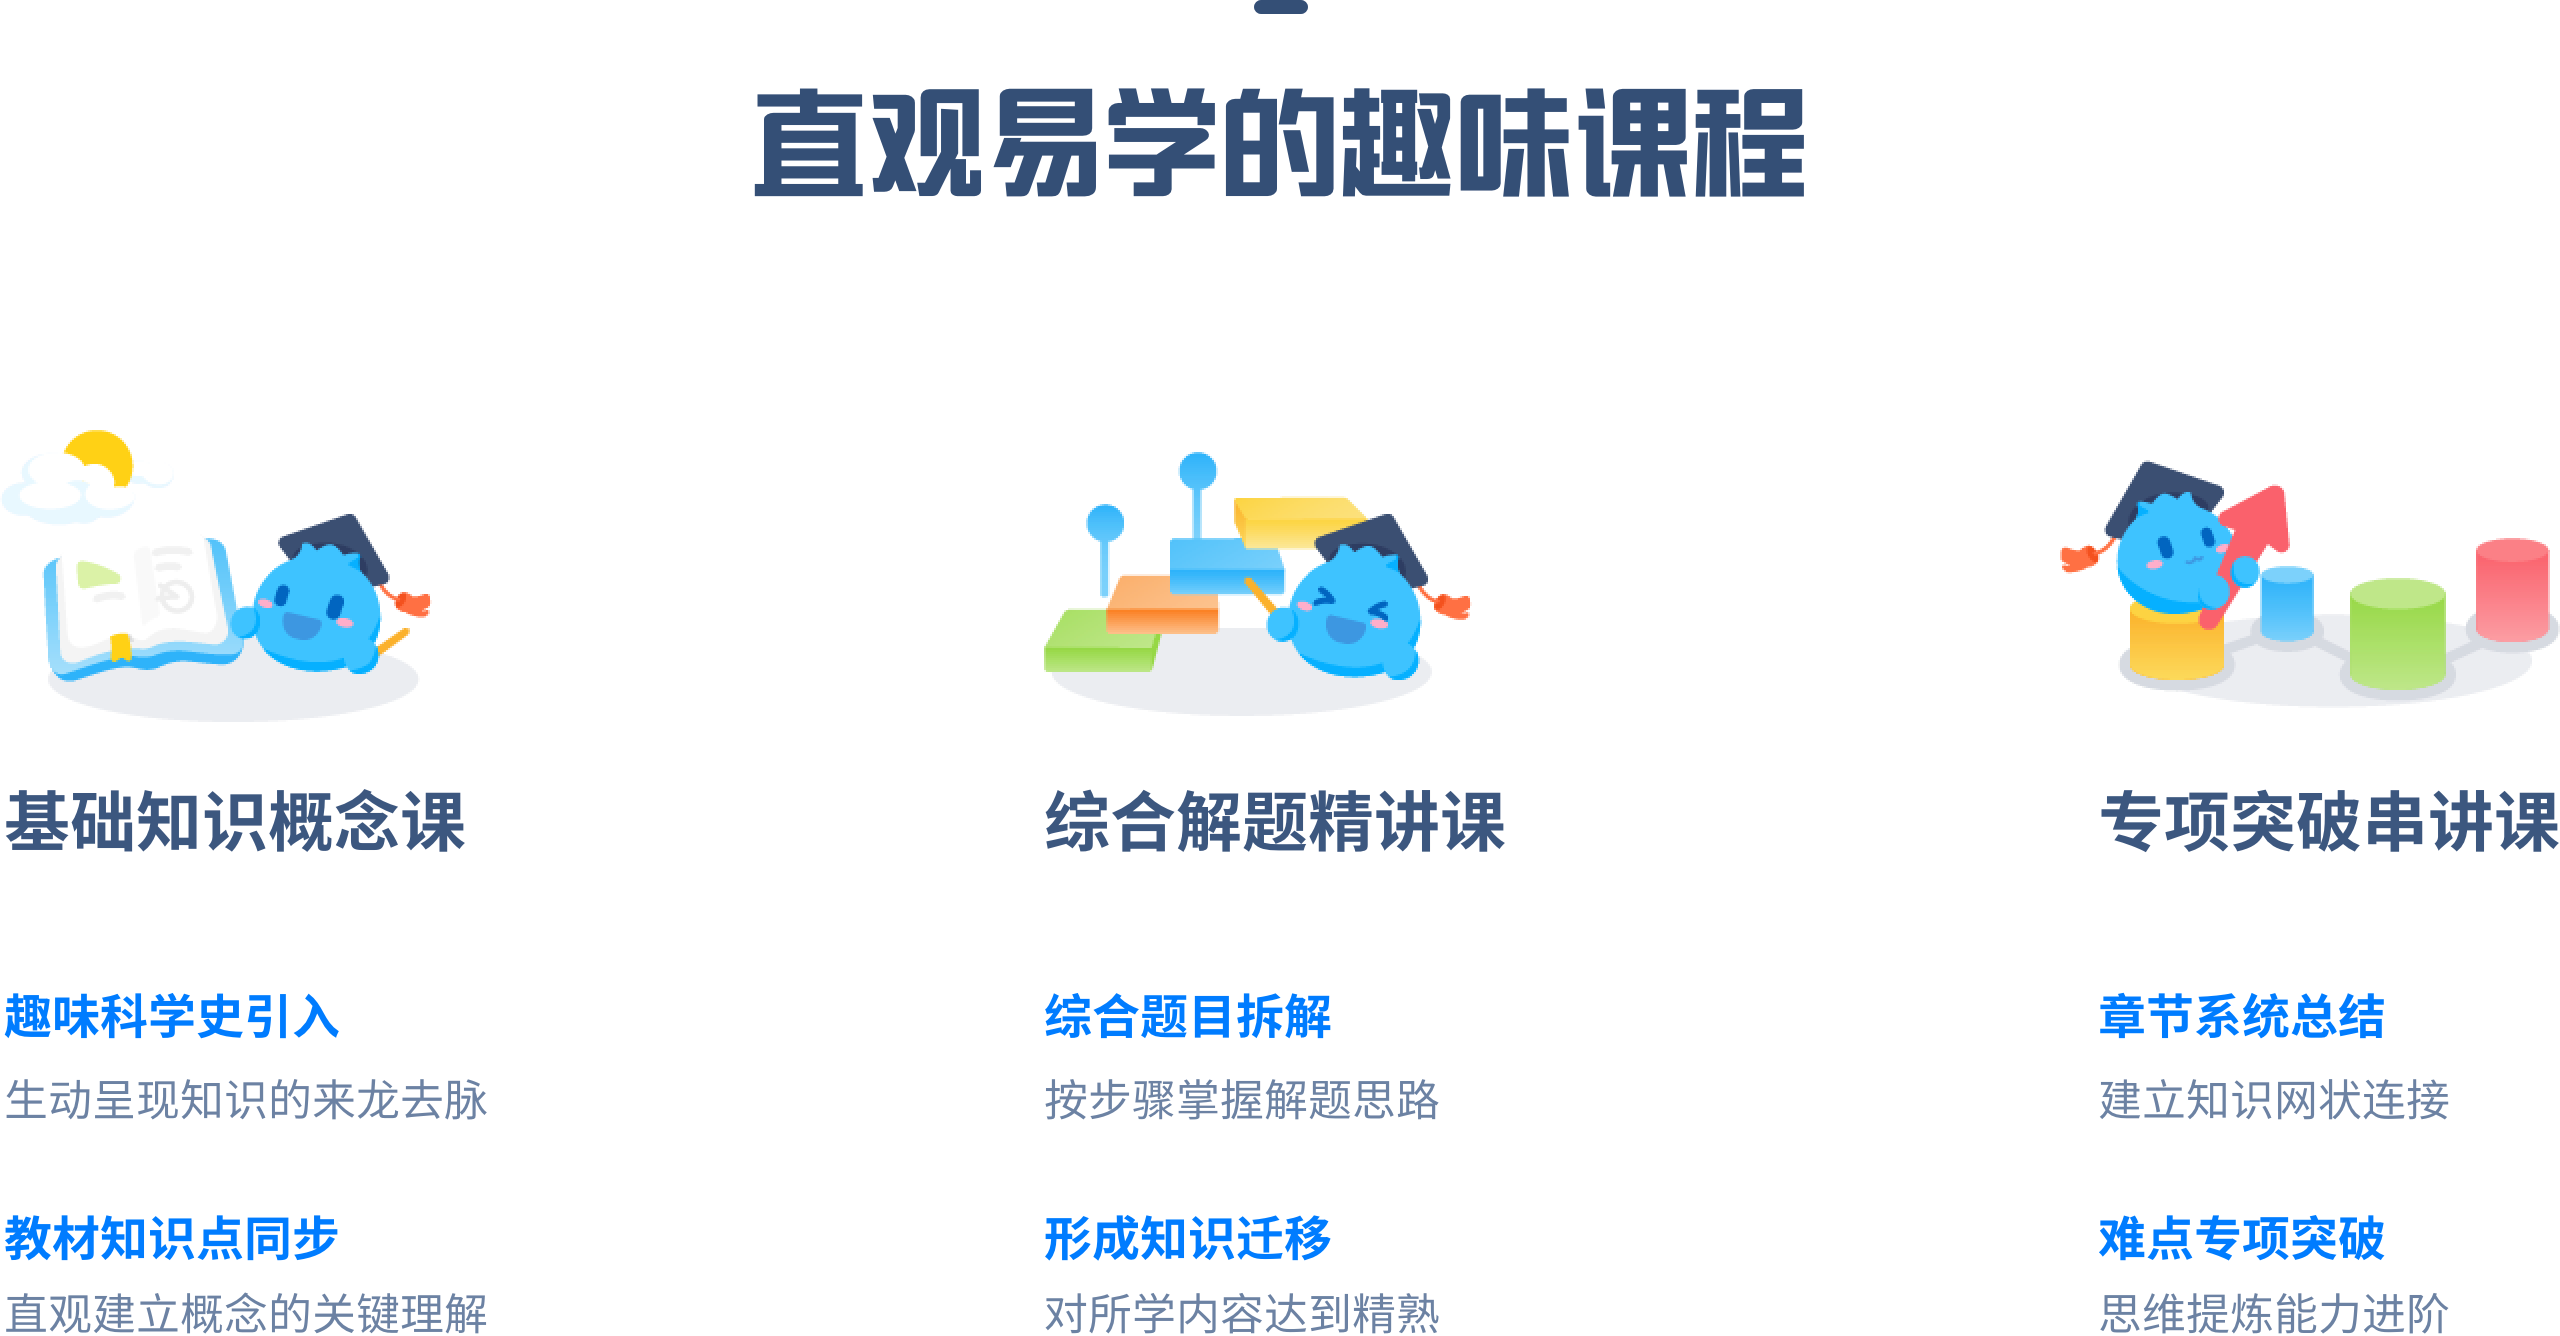 直观易学的趣味课程
基础知识概念课
趣味科学史引入
生动呈现知识的来龙去脉
教材知识点同步
直观建立概念的关键理解
综合解题精讲课
综合题目拆解
按步骤掌握解题思路
形成知识迁移
对所学内容达到精熟
专项突破串讲课
章节系统总结
建立知识网状连接
难点专项突破
思维提炼能力进阶